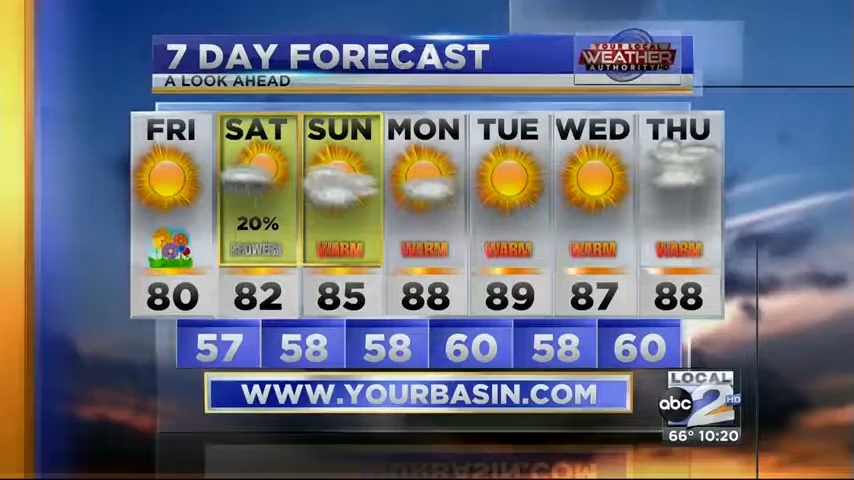 7 DAY FORECAST
A LOOK AHEAD
YOUR LOCAL
WEATHER
AUTHORITY
FRI SAT SUN MON TUE WED THU
20%
SHOWERS WARM WARM WARM WARM WARM
80 82 85 88 89 87 88
57 58 58 60 58 60
WWW.YOURBASIN.COM
LOCAL
abc 2 HD
66° 10:20
YOURBASIN.COM